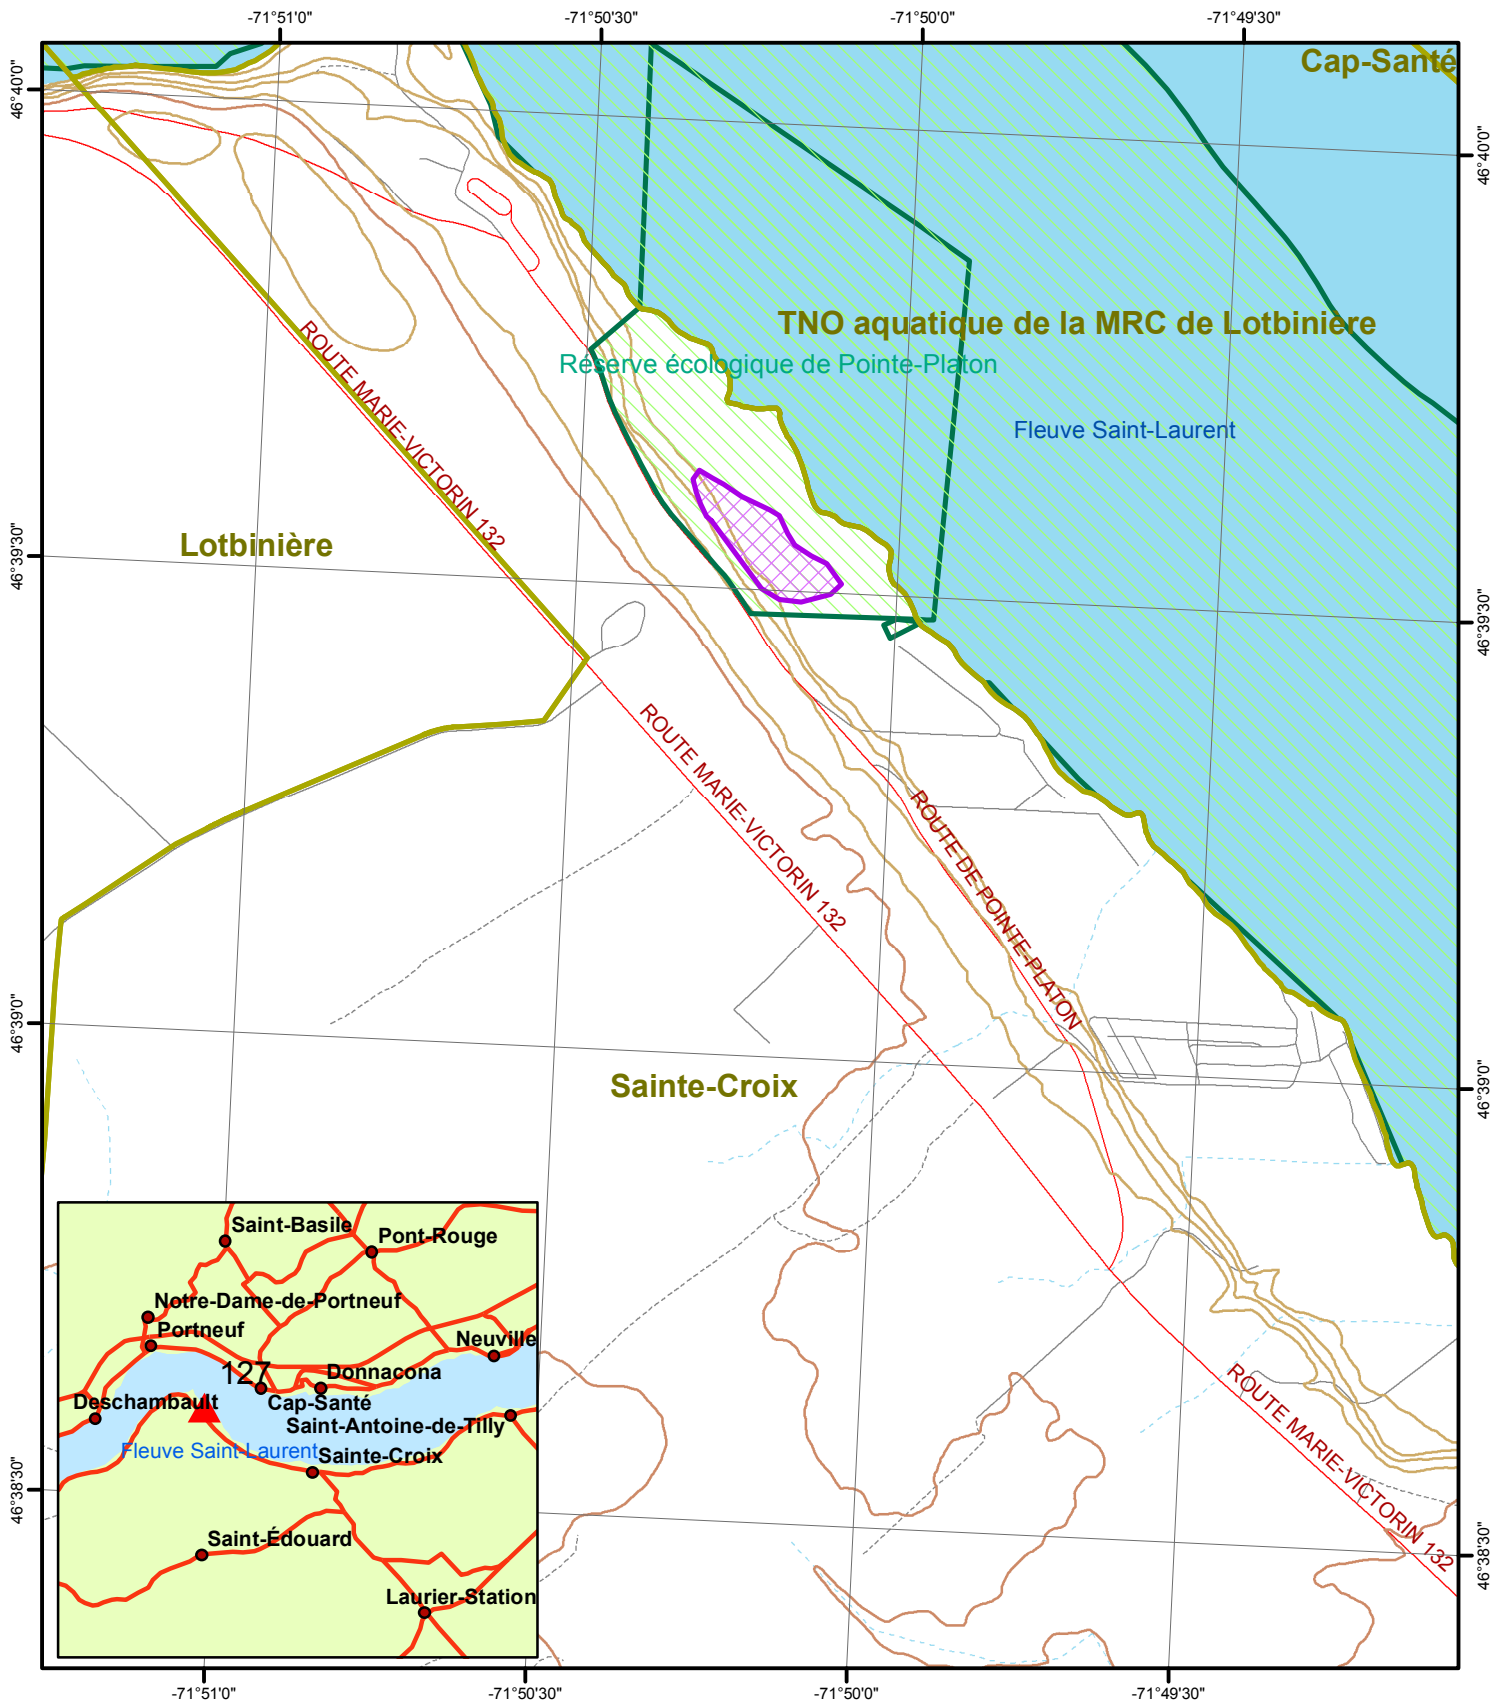 -71°51'0"
-71°50'30"
-71°50'0"
-71°49'30"
Cap-Santé
46°40'0"
46°40'0"
TNO aquatique de la MRC de Lotbinière
Réserve écologique de Pointe-Platon
Fleuve Saint-Laurent
ROUTE MARIE-VICTORIN 132
Lotbinière
46°39'30"
46°39'30"
ROUTE MARIE-VICTORIN 132
ROUTE DE POINTE-PLATON
46°39'0"
46°39'0"
Sainte-Croix
Saint-Basile
Pont-Rouge
Notre-Dame-de-Portneuf
Portneuf
Neuville
127
Donnacona
Deschambault
Cap-Santé
Saint-Antoine-de-Tilly
Fleuve Saint-Laurent
Sainte-Croix
Saint-Édouard
Laurier-Station
ROUTE MARIE-VICTORIN 132
46°38'30"
46°38'30"
-71°51'0"
-71°50'30"
-71°50'0"
-71°49'30"